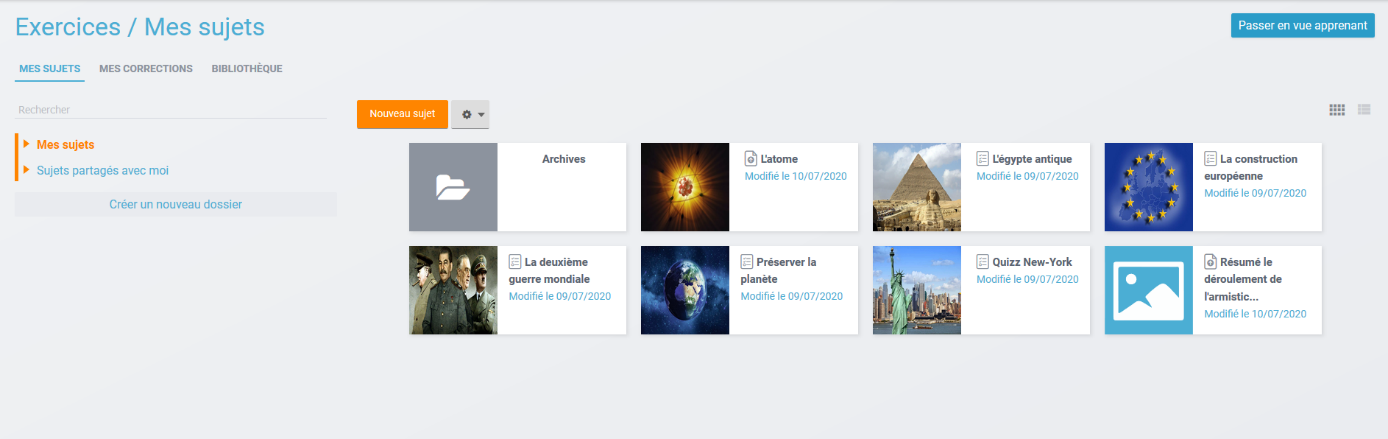 Exercices / Mes sujets
Passer en vue apprenant
MES SUJETS MES CORRECTIONS BIBLIOTHÈQUE
Rechercher
Nouveau sujet
Mes sujets
Sujets partagés avec moi
Créer un nouveau dossier
Archives
L'atome
Modifié le 10/07/2020
L'égypte antique
Modifié le 09/07/2020
La construction
européenne
Modifié le 09/07/2020
La deuxième
guerre mondiale
Modifié le 09/07/2020
Préserver la
planète
Modifié le 09/07/2020
Quizz New-York
Modifié le 09/07/2020
Résumé le
déroulement de
l'armistic...
Modifié le 10/07/2020